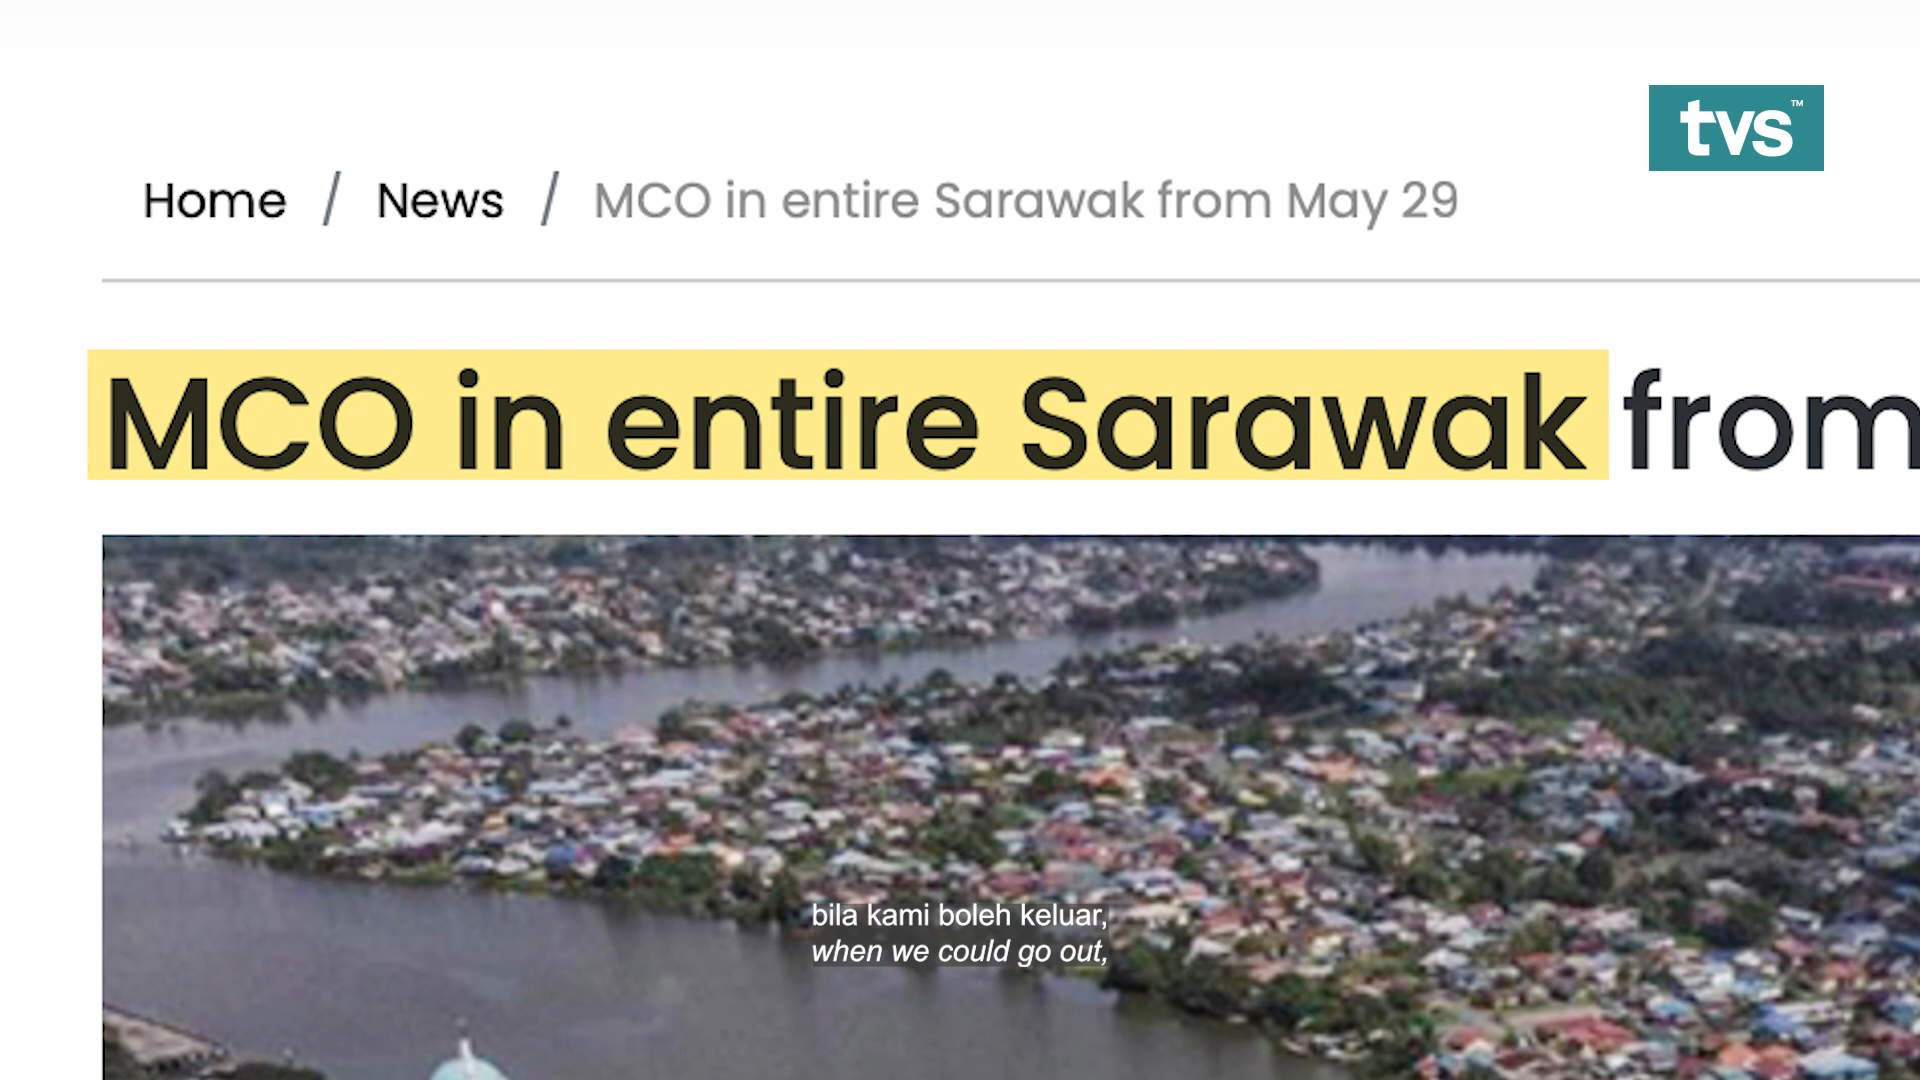 tvs™
Home / News / MCO in entire Sarawak from May 29
MCO in entire Sarawak from
bila kami boleh keluar,
when we could go out,